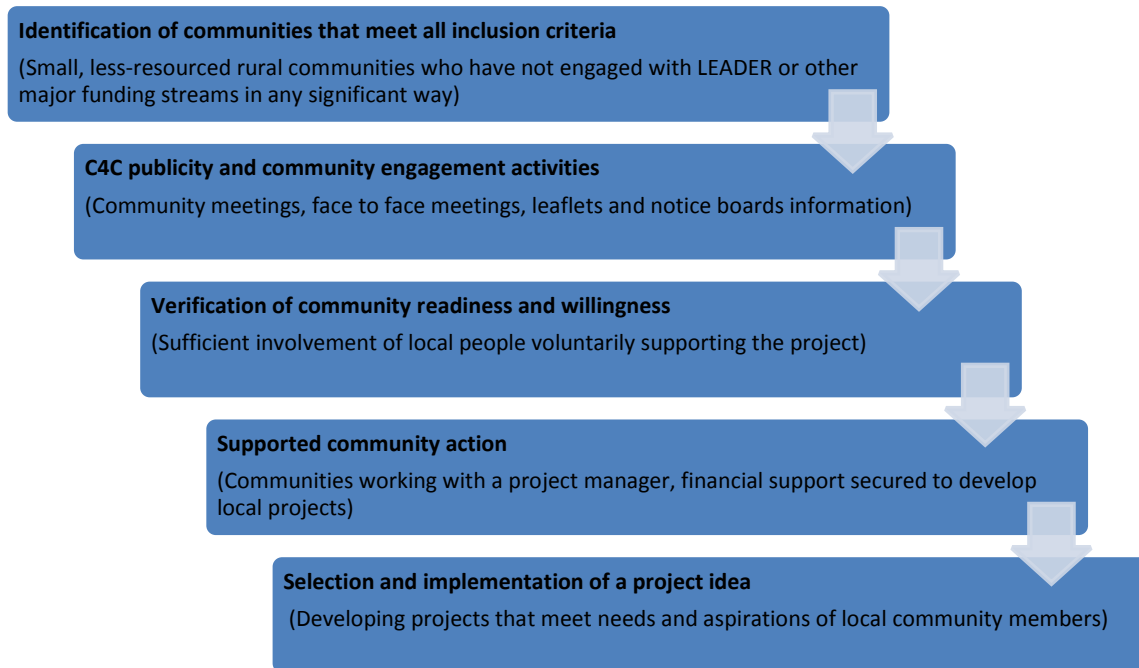 Identification of communities that meet all inclusion criteria
(Small, less-resourced rural communities who have not engaged with LEADER or other
major funding streams in any significant way)
C4C publicity and community engagement activities
(Community meetings, face to face meetings, leaflets and notice boards information)
Verification of community readiness and willingness
(Sufficient involvement of local people voluntarily supporting the project)
Supported community action
(Communities working with a project manager, financial support secured to develop
local projects)
Selection and implementation of a project idea
(Developing projects that meet needs and aspirations of local community members)